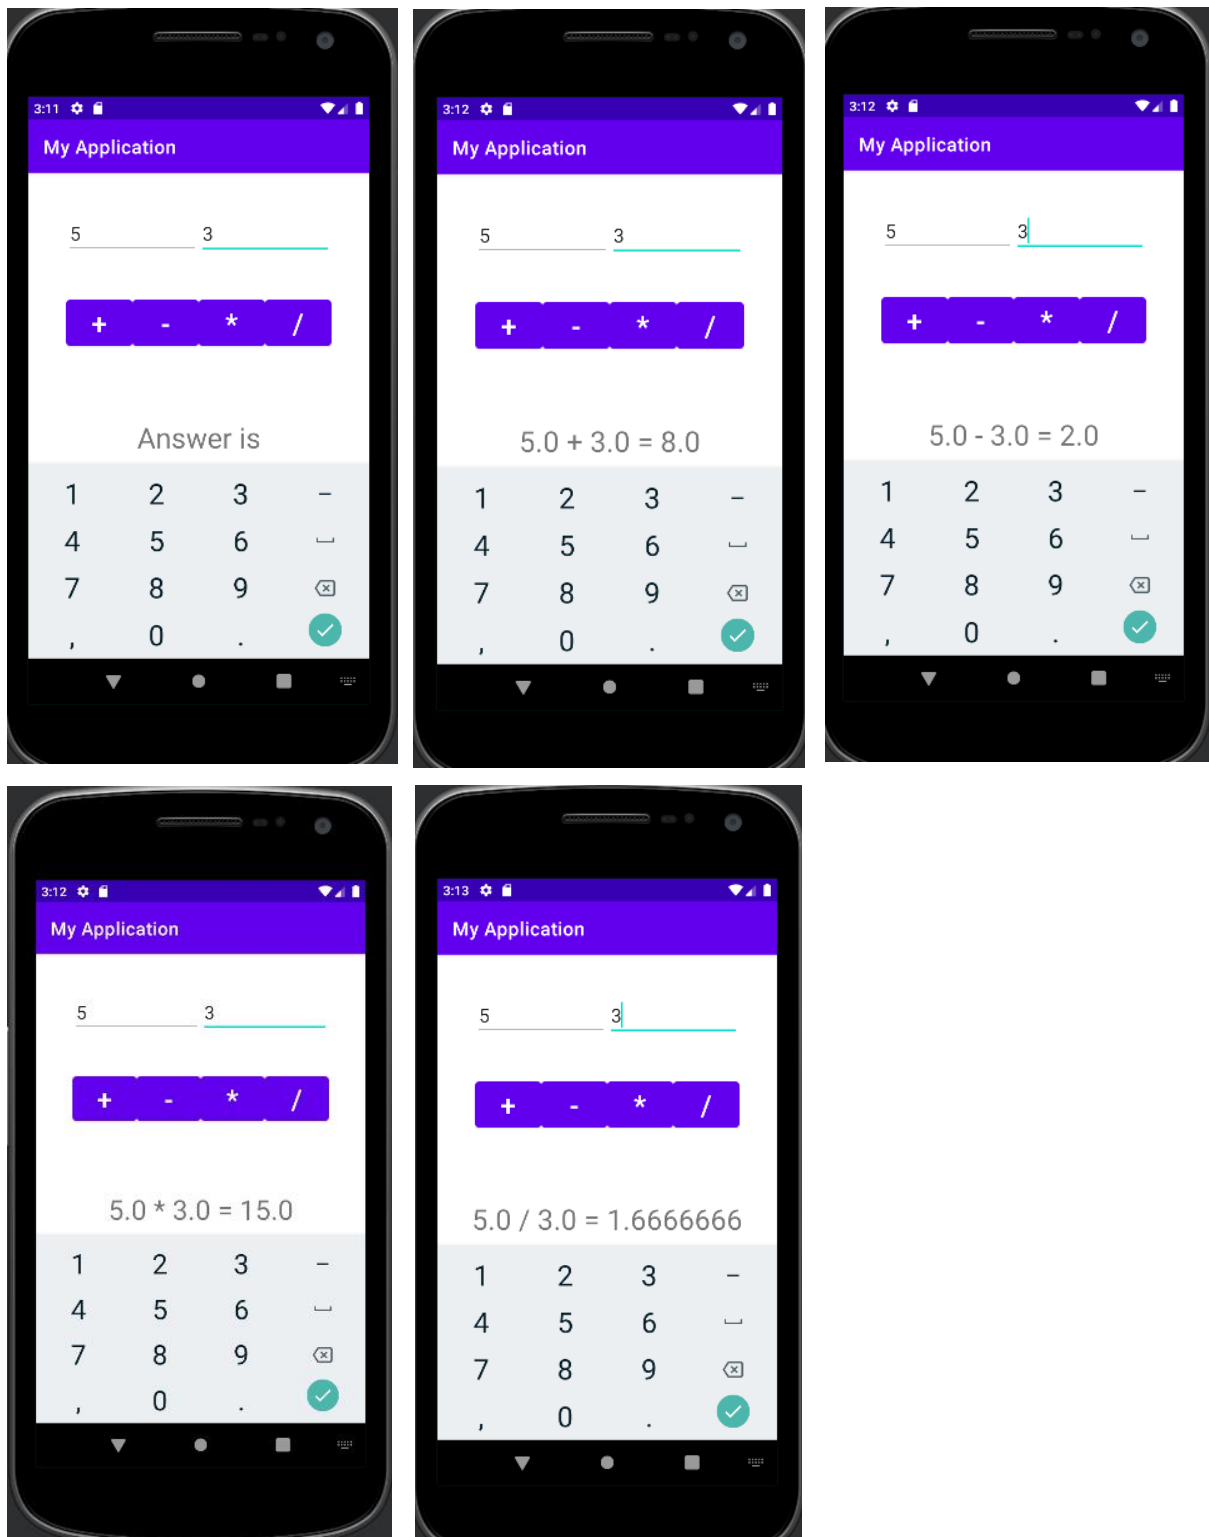 3:11
My Application
5 3
+ - * /
Answer is
1 2 3 –
4 5 6
7 8 9
, 0 .
3:12
My Application
5 3
+ - * /
5.0 + 3.0 = 8.0
1 2 3 –
4 5 6
7 8 9
, 0 .
3:12
My Application
5 3
+ - * /
5.0 - 3.0 = 2.0
1 2 3 –
4 5 6
7 8 9
, 0 .
3:12
My Application
5 3
+ - * /
5.0 * 3.0 = 15.0
1 2 3 –
4 5 6
7 8 9
, 0 .
3:13
My Application
5 3
+ - * /
5.0 / 3.0 = 1.6666666
1 2 3 –
4 5 6
7 8 9
, 0 .